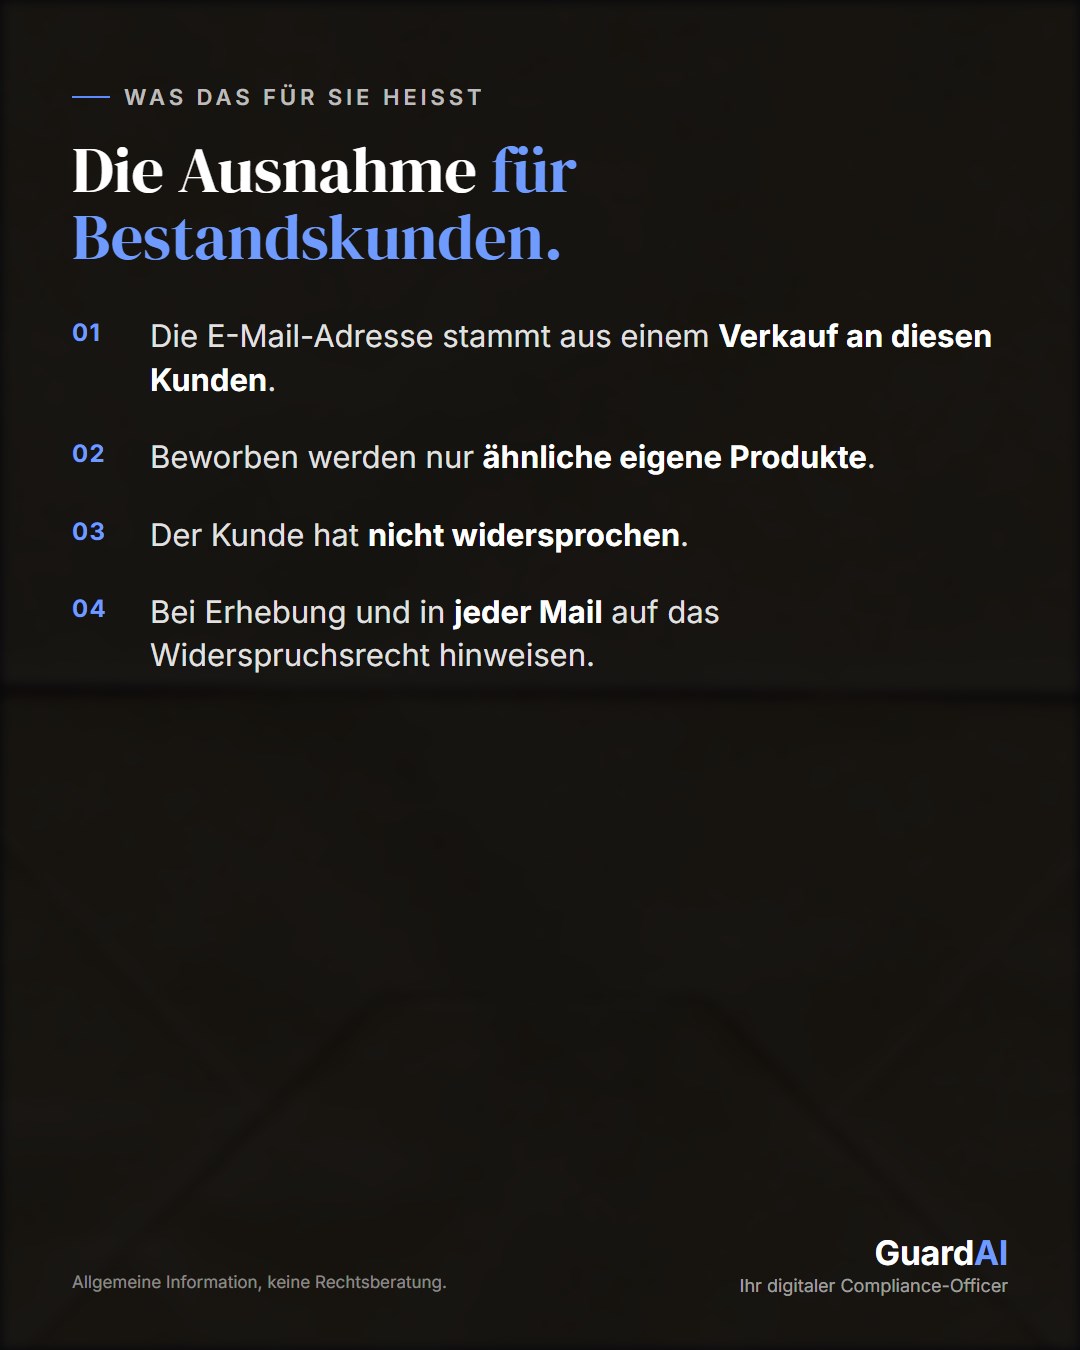 WAS DAS FÜR SIE HEISST
Die Ausnahme für
Bestandskunden.
01 Die E-Mail-Adresse stammt aus einem Verkauf an diesen
Kunden.
02 Beworben werden nur ähnliche eigene Produkte.
03 Der Kunde hat nicht widersprochen.
04 Bei Erhebung und in jeder Mail auf das
Widerspruchsrecht hinweisen.
GuardAI
Allgemeine Information, keine Rechtsberatung.
Ihr digitaler Compliance-Officer